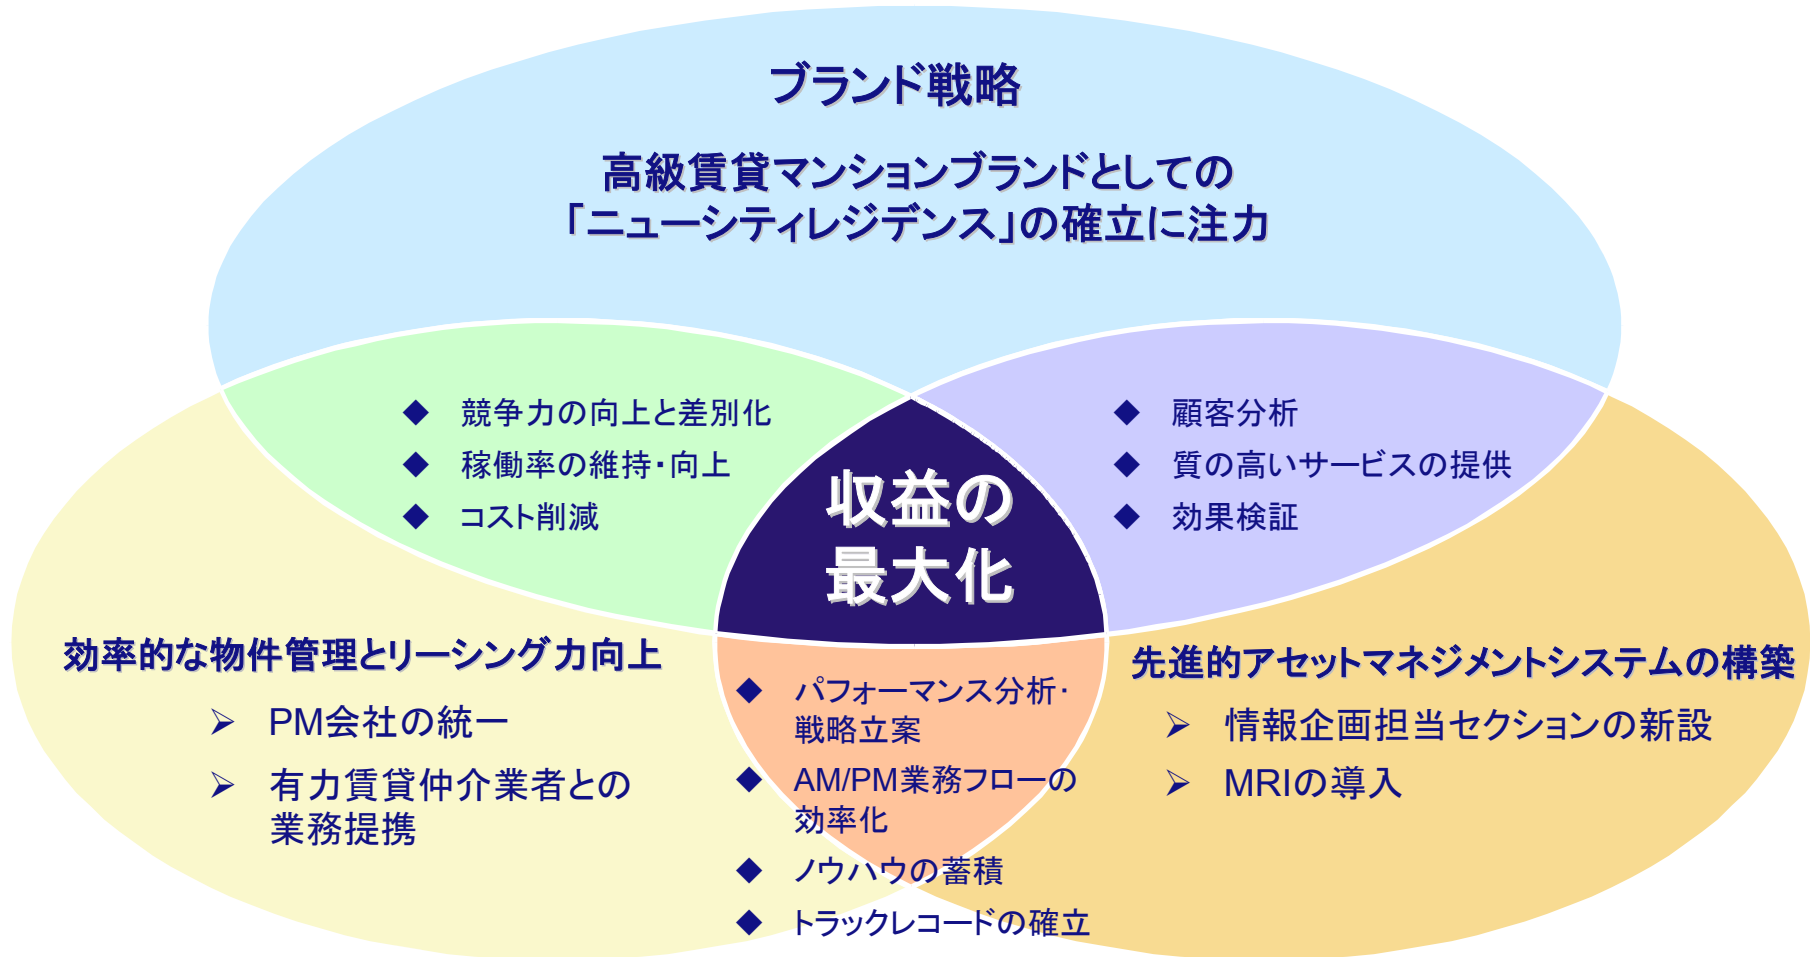 ブランド戦略
高級賃貸マンションブランドとしての
「ニューシティレジデンス」の確立に注力
◆ 競争力の向上と差別化
◆ 稼働率の維持・向上
◆ コスト削減
◆ 顧客分析
◆ 質の高いサービスの提供
◆ 効果検証
収益の
最大化
効率的な物件管理とリーシング力向上
➢ PM会社の統一
➢ 有力賃貸仲介業者との
業務提携
◆ パフォーマンス分析・
戦略立案
◆ AM/PM業務フローの
効率化
◆ ノウハウの蓄積
◆ トラックレコードの確立
先進的アセットマネジメントシステムの構築
➢ 情報企画担当セクションの新設
➢ MRIの導入